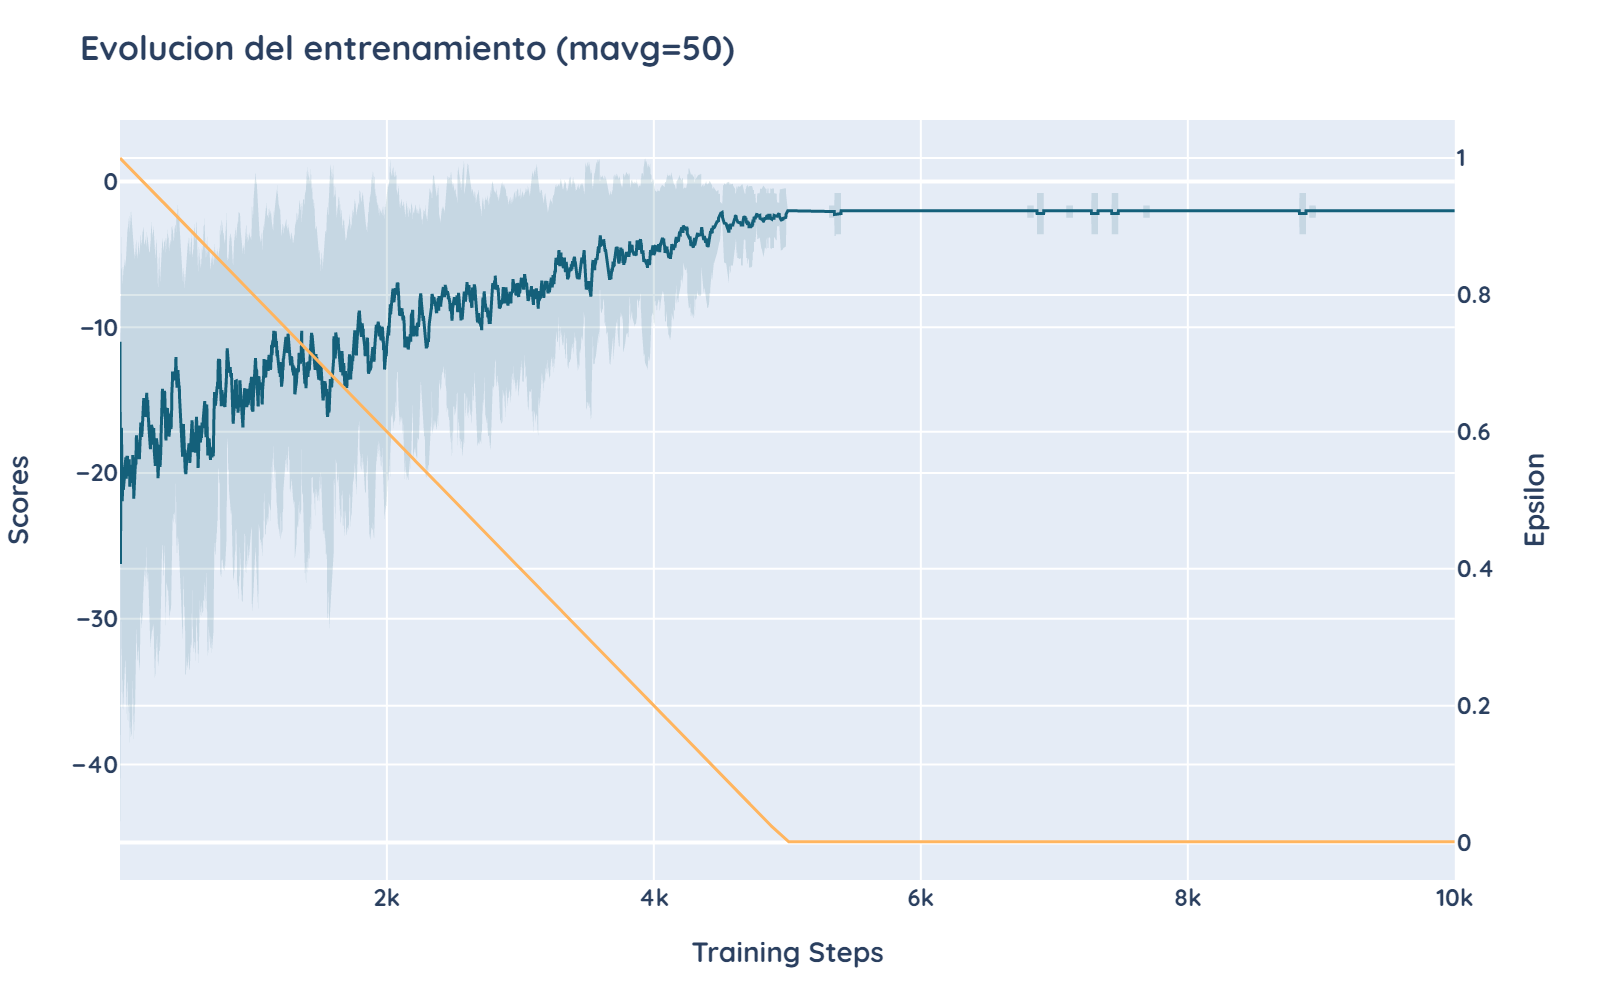 Evolucion del entrenamiento (mavg=50)
0
−10
−20
−30
−40
Scores
1
0.8
0.6
0.4
0.2
0
Epsilon
2k
4k
6k
8k
10k
Training Steps